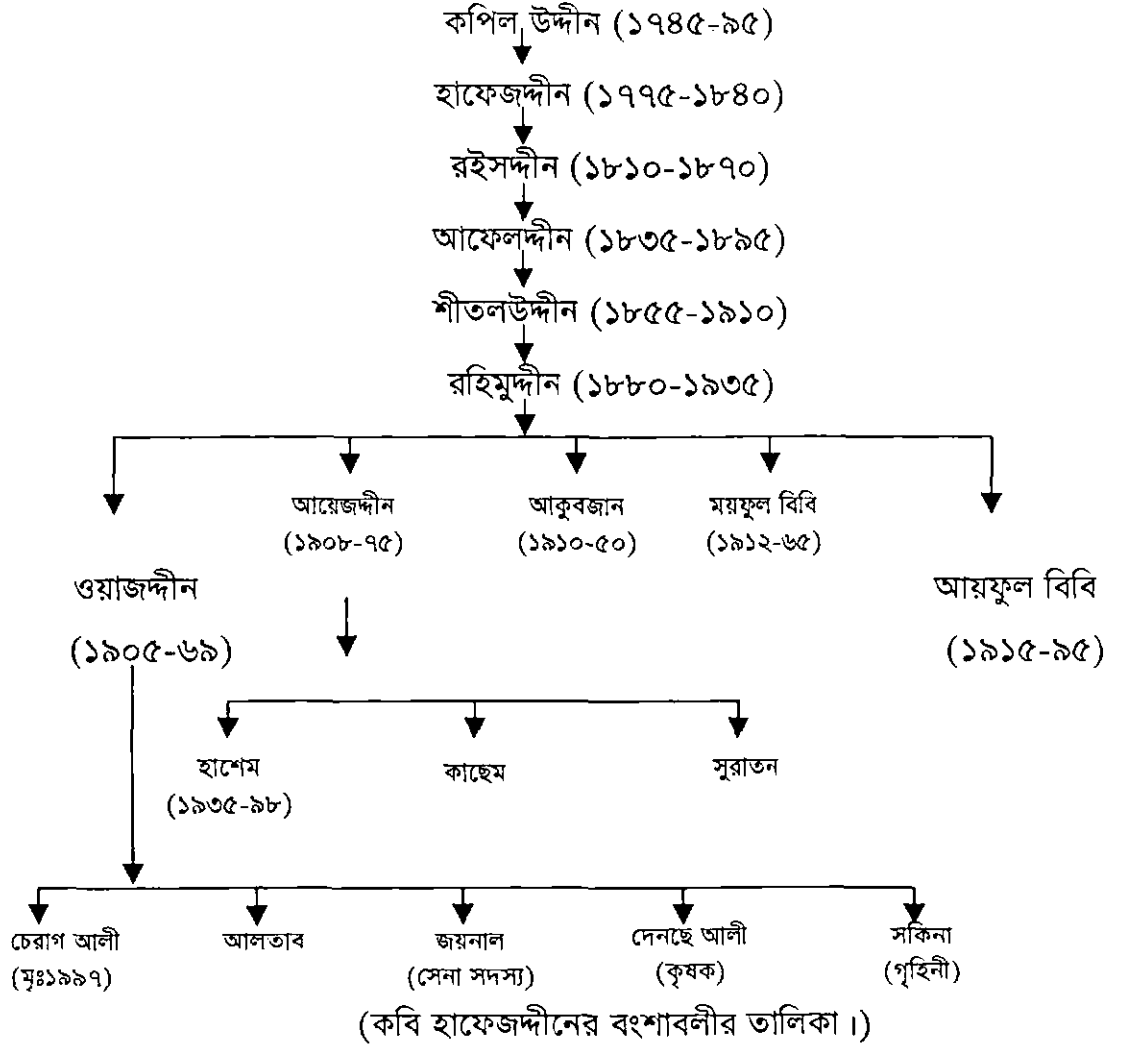 কপিল উদ্দীন (১৭৪৫-৯৫)
হাফেজদ্দীন (১৭৭৫-১৮৪০)
রইসদ্দীন (১৮১০-১৮৭০)
আফেলদ্দীন (১৮৩৫-১৮৯৫)
শীতলউদ্দীন (১৮৫৫-১৯১০)
রহিমুদ্দীন (১৮৮০-১৯৩৫)
আয়েজদ্দীন আকুবজান ময়ফুল বিবি
(১৯০৮-৭৫) (১৯১০-৫০) (১৯১২-৬৫)
ওয়াজদ্দীন আয়ফুল বিবি
(১৯০৫-৬৯) (১৯১৫-৯৫)
হাশেম কাছেম সুরাতন
(১৯৩৫-৯৮)
চেরাগ আলী আলতাব জয়নাল দেনছে আলী সকিনা
(মৃঃ১৯৯৭) (সেনা সদস্য) (কৃষক) (গৃহিনী)
(কবি হাফেজদ্দীনের বংশাবলীর তালিকা।)